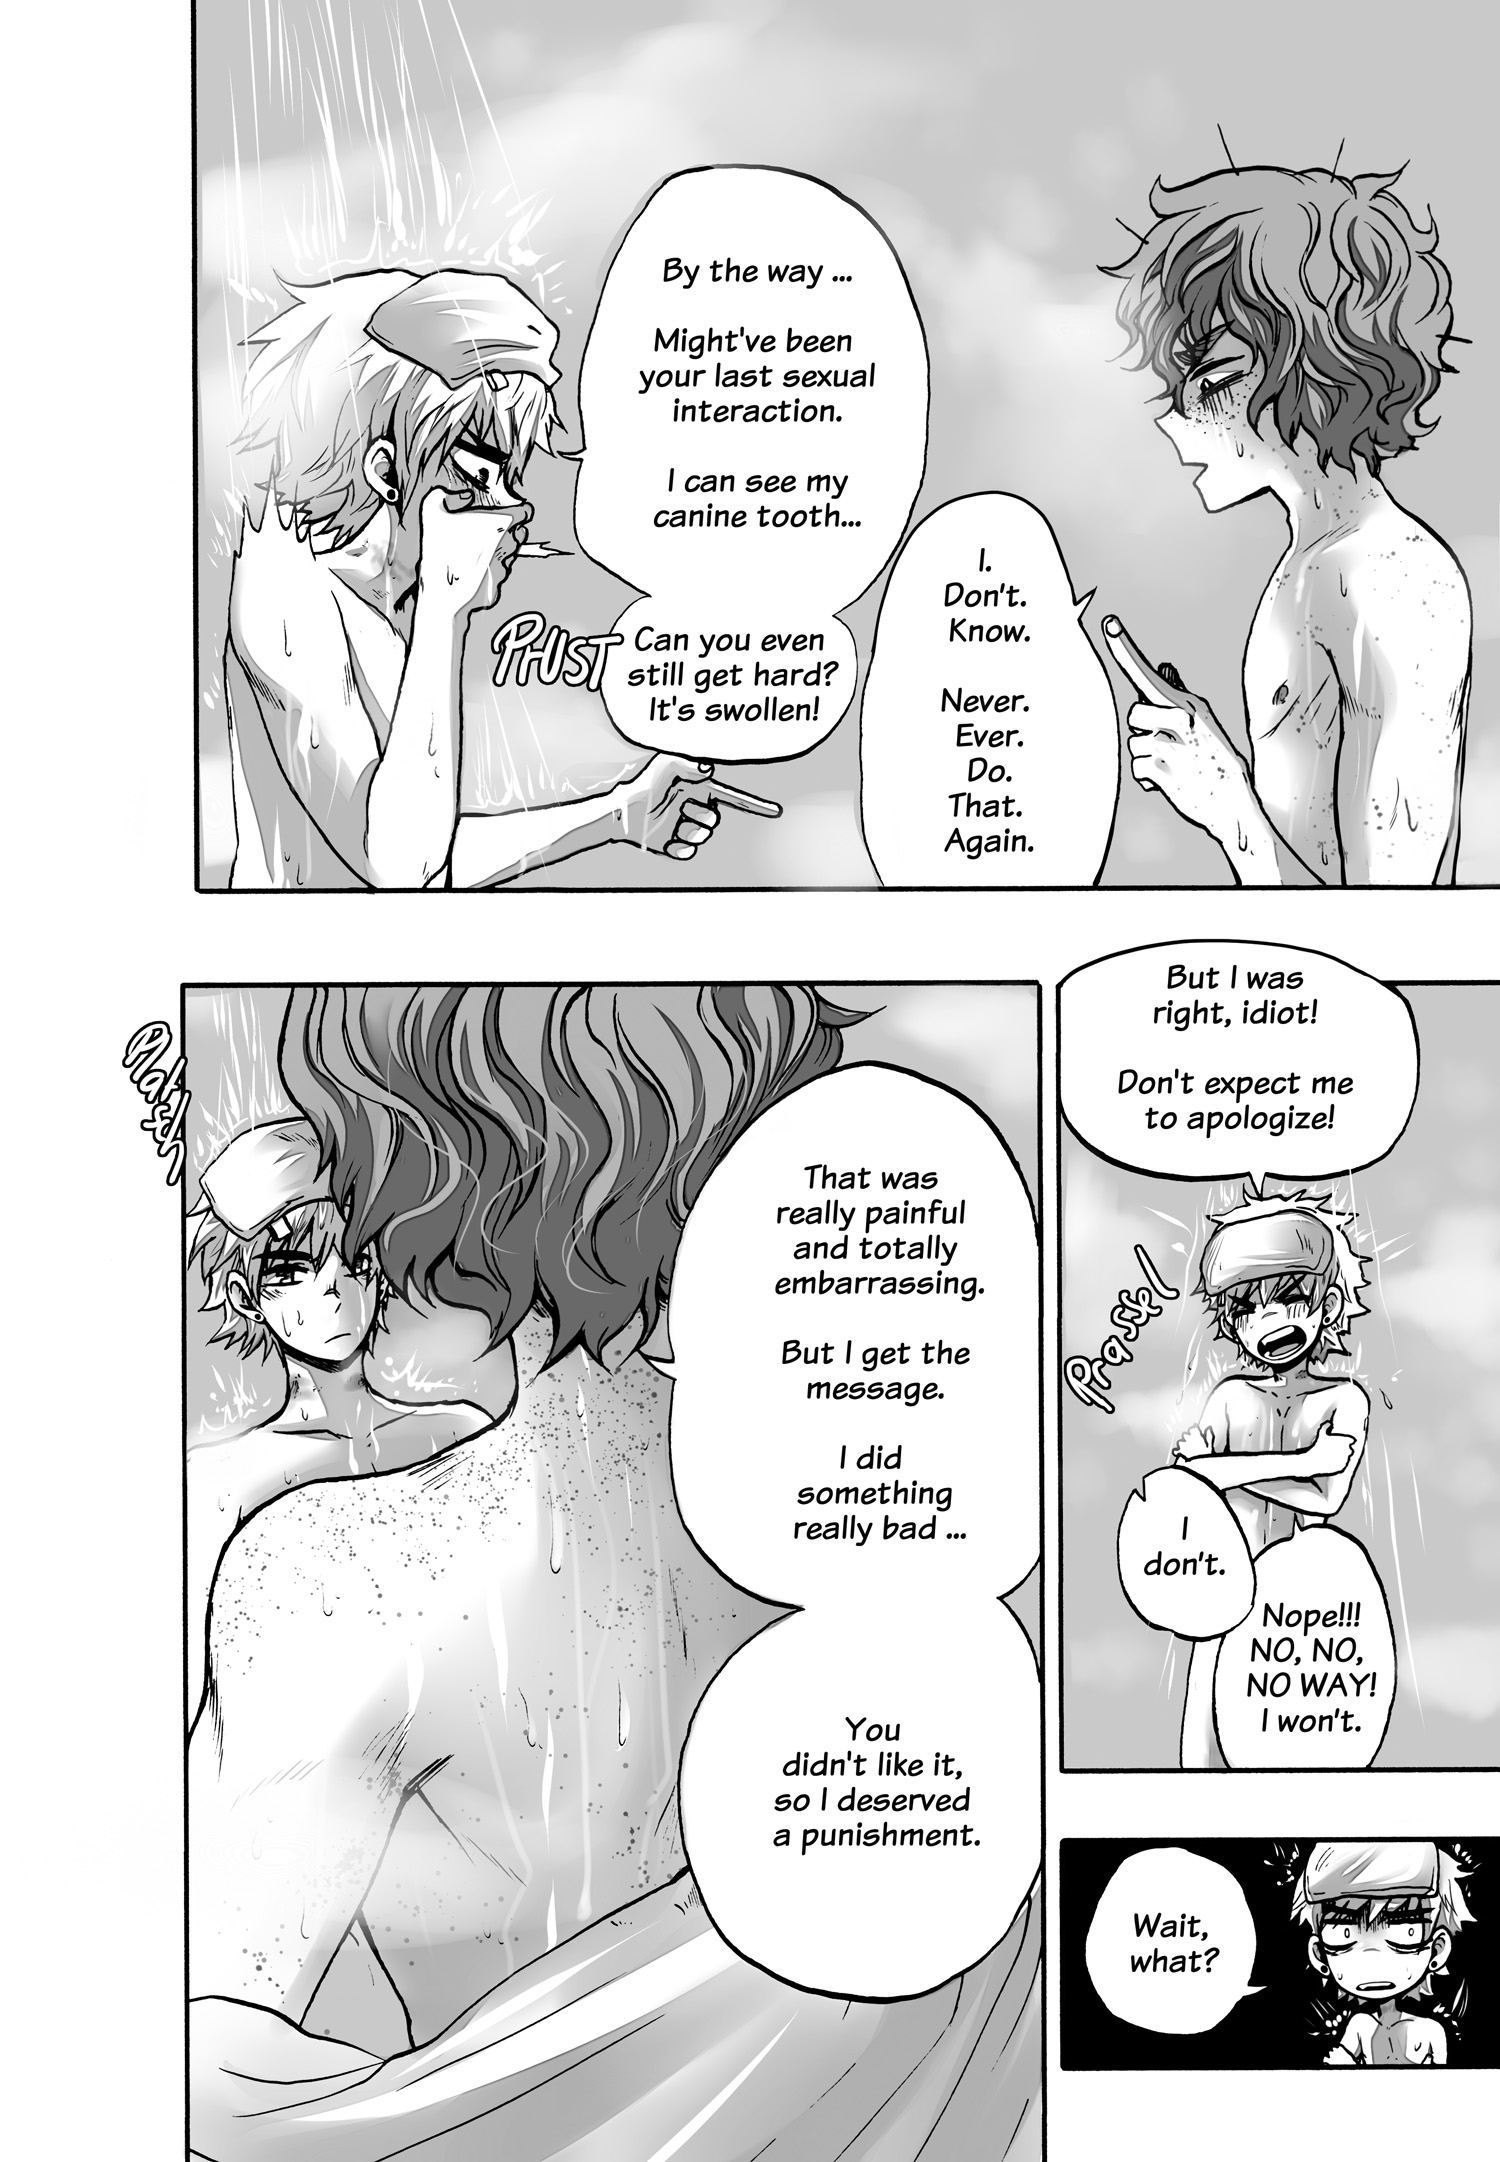 By the way ...
Might've been
your last sexual
interaction.
I can see my
canine tooth...
PRUST
Can you even
still get hard?
It's swollen!
I.
Don't.
Know.
Never.
Ever.
Do.
That.
Again.
Platsch
That was
really painful
and totally
embarrassing.
But I get the
message.
I did
something
really bad ...
You
didn't like it,
so I deserved
a punishment.
But I was
right, idiot!
Don't expect me
to apologize!
Prassel
I
don't.
Nope!!!
NO, NO,
NO WAY!
I won't.
Wait,
what?